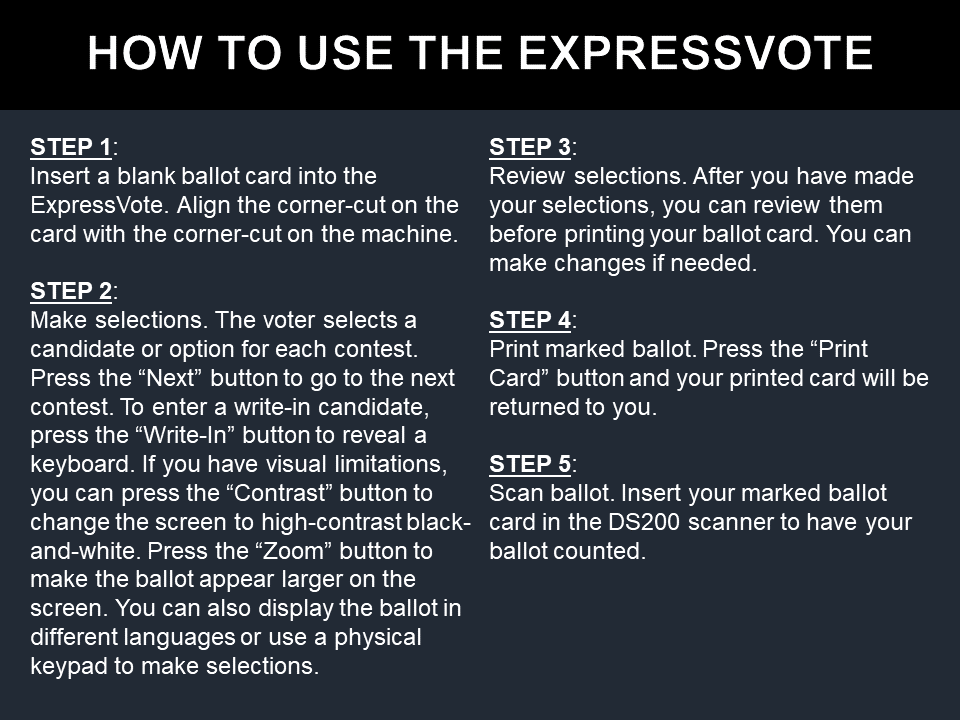 HOW TO USE THE EXPRESSVOTE
STEP 1:
Insert a blank ballot card into the
ExpressVote. Align the corner-cut on the
card with the corner-cut on the machine.
STEP 2:
Make selections. The voter selects a
candidate or option for each contest.
Press the “Next” button to go to the next
contest. To enter a write-in candidate,
press the “Write-In” button to reveal a
keyboard. If you have visual limitations,
you can press the “Contrast” button to
change the screen to high-contrast black-
and-white. Press the “Zoom” button to
make the ballot appear larger on the
screen. You can also display the ballot in
different languages or use a physical
keypad to make selections.
STEP 3:
Review selections. After you have made
your selections, you can review them
before printing your ballot card. You can
make changes if needed.
STEP 4:
Print marked ballot. Press the “Print
Card” button and your printed card will be
returned to you.
STEP 5:
Scan ballot. Insert your marked ballot
card in the DS200 scanner to have your
ballot counted.